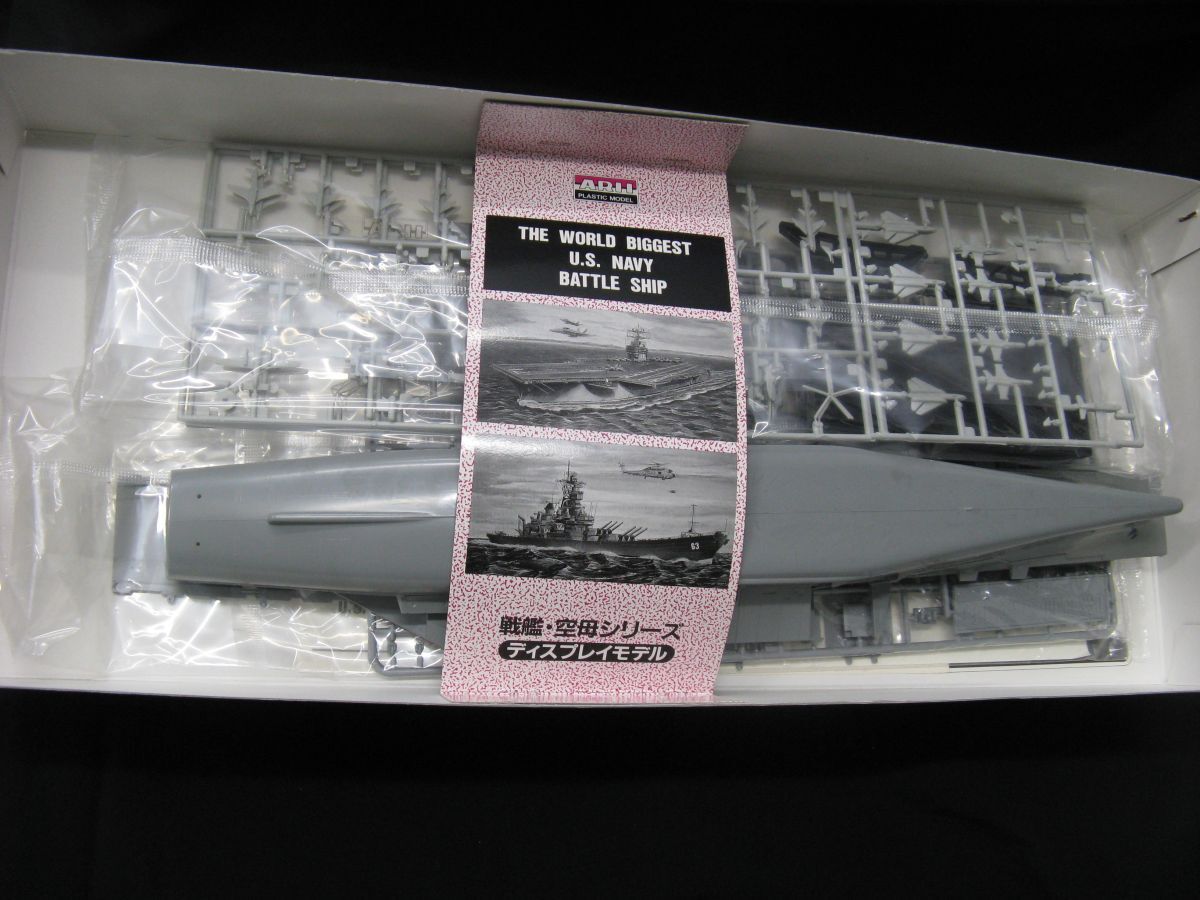 ARII
PLASTIC MODEL
THE WORLD BIGGEST
U.S. NAVY
BATTLE SHIP
63
戦艦・空母シリーズ
ディスプレイモデル